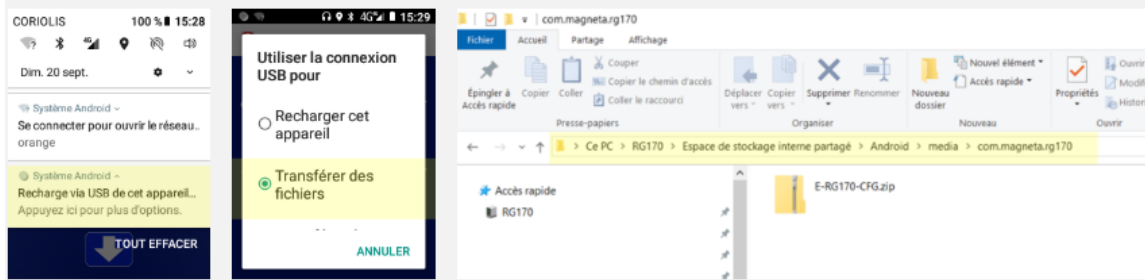 CORIOLIS 100 % 15:28
4G
Dim. 20 sept.
Système Android
Se connecter pour ouvrir le réseau..
orange
Système Android
Recharge via USB de cet appareil...
Appuyez ici pour plus d'options.
TOUT EFFACER
4G 15:29
Utiliser la connexion
USB pour
Recharger cet
appareil
Transférer des
fichiers
ANNULER
com.magneta.rg170
Fichier Accueil Partage Affichage
Épingler à
Accès rapide
Copier
Coller
Couper
Copier le chemin d'accès
Coller le raccourci
Presse-papiers
Déplacer
vers
Copier
vers
Supprimer
Renommer
Organiser
Nouveau
dossier
Nouvel élément
Accès rapide
Nouveau
Propriétés
Ouvrir
Modifi
Histori
Ouvrir
Ce PC > RG170 > Espace de stockage interne partagé > Android > media > com.magneta.rg170
Accès rapide
RG170
E-RG170-CFG.zip